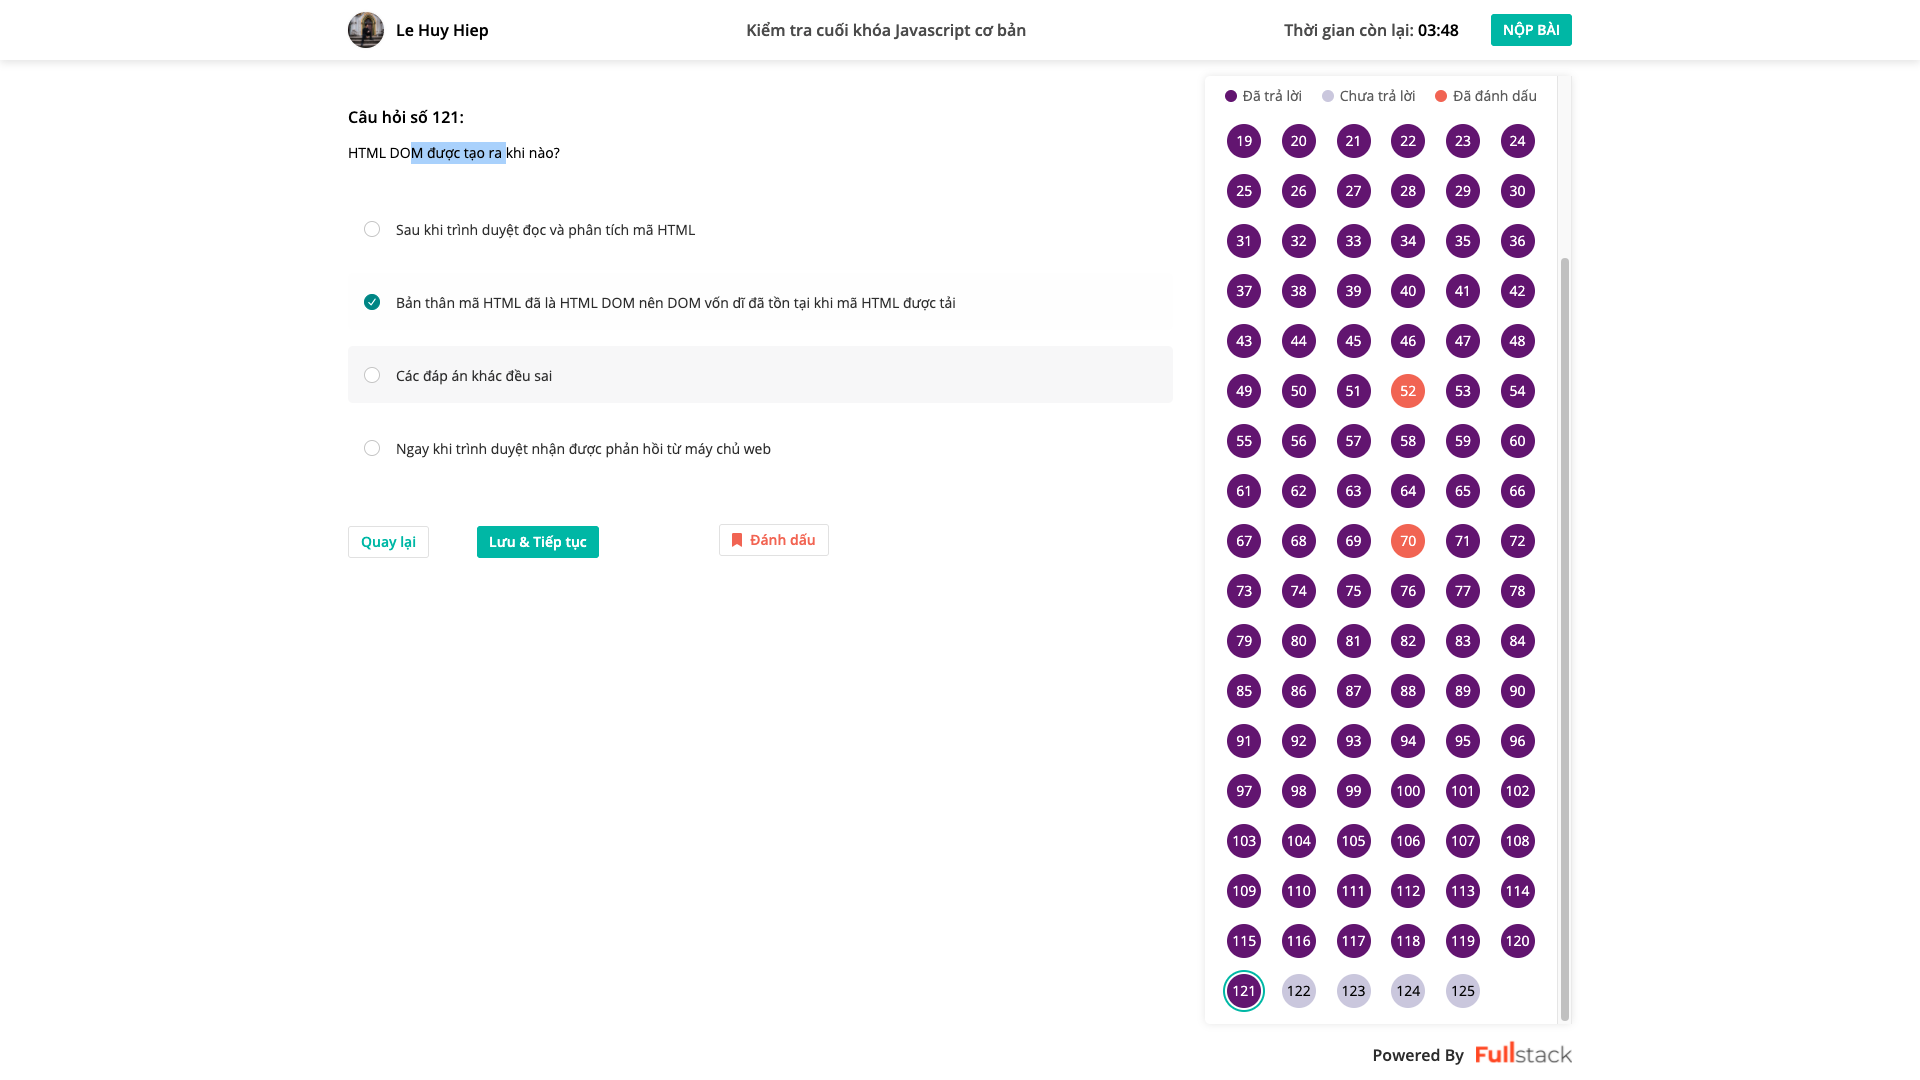 Le Huy Hiep
Kiểm tra cuối khóa Javascript cơ bản
Thời gian còn lại: 03:48
NỘP BÀI
Câu hỏi số 121:
HTML DOM được tạo ra khi nào?
Sau khi trình duyệt đọc và phân tích mã HTML
Bản thân mã HTML đã là HTML DOM nên DOM vốn dĩ đã tồn tại khi mã HTML được tải
Các đáp án khác đều sai
Ngay khi trình duyệt nhận được phản hồi từ máy chủ web
Quay lại
Lưu & Tiếp tục
Đánh dấu
Đã trả lời
Chưa trả lời
Đã đánh dấu
19 20 21 22 23 24
25 26 27 28 29 30
31 32 33 34 35 36
37 38 39 40 41 42
43 44 45 46 47 48
49 50 51 52 53 54
55 56 57 58 59 60
61 62 63 64 65 66
67 68 69 70 71 72
73 74 75 76 77 78
79 80 81 82 83 84
85 86 87 88 89 90
91 92 93 94 95 96
97 98 99 100 101 102
103 104 105 106 107 108
109 110 111 112 113 114
115 116 117 118 119 120
121 122 123 124 125
Powered By Fullstack